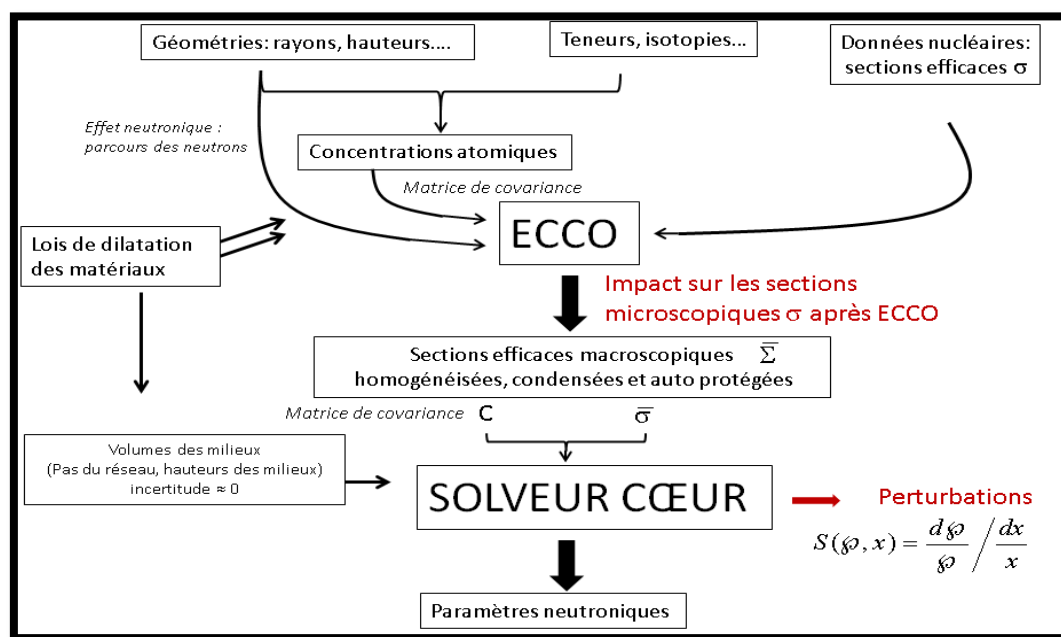 Géométries: rayons, hauteurs....
Teneurs, isotopies...
Données nucléaires:
sections efficaces σ
Effet neutronique :
parcours des neutrons
Concentrations atomiques
Matrice de covariance
ECCO
Lois de dilatation
des matériaux
Impact sur les sections
microscopiques σ après ECCO
Sections efficaces macroscopiques Σ̅
homogénéisées, condensées et auto protégées
Matrice de covariance C σ̅
Volumes des milieux
(Pas du réseau, hauteurs des milieux)
incertitude ≈ 0
SOLVEUR CŒUR
Perturbations
S(℘, x) = d℘/℘ / dx/x
Paramètres neutroniques